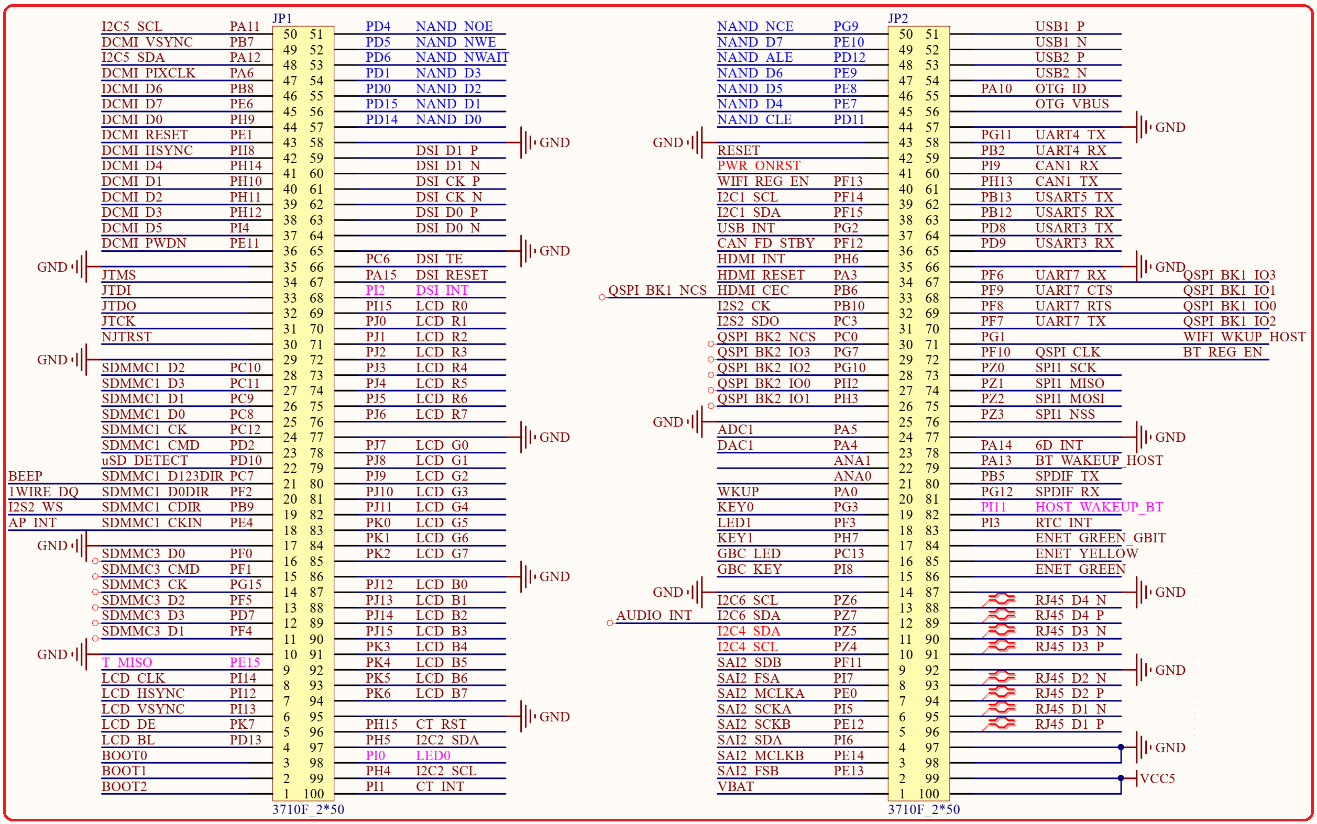 JP1
I2C5_SCL PA11 50 51 PD4 NAND_NOE
DCMI_VSYNC PB7 49 52 PD5 NAND_NWE
I2C5_SDA PA12 48 53 PD6 NAND_NWAIT
DCMI_PIXCLK PA6 47 54 PD1 NAND_D3
DCMI_D6 PB8 46 55 PD0 NAND_D2
DCMI_D7 PE6 45 56 PD15 NAND_D1
DCMI_D0 PH9 44 57 PD14 NAND_D0
DCMI_RESET PE1 43 58 GND
DCMI_HSYNC PH8 42 59 DSI_D1_P
DCMI_D4 PH14 41 60 DSI_D1_N
DCMI_D1 PH10 40 61 DSI_CK_P
DCMI_D2 PH11 39 62 DSI_CK_N
DCMI_D3 PH12 38 63 DSI_D0_P
DCMI_D5 PI4 37 64 DSI_D0_N
DCMI_PWDN PE11 36 65 GND
GND 35 66 PC6 DSI_TE
JTMS 34 67 PA15 DSI_RESET
JTDI 33 68 PI2 DSI_INT
JTDO 32 69 PI15 LCD_R0
JTCK 31 70 PJ0 LCD_R1
NJTRST 30 71 PJ1 LCD_R2
GND 29 72 PJ2 LCD_R3
SDMMC1_D2 PC10 28 73 PJ3 LCD_R4
SDMMC1_D3 PC11 27 74 PJ4 LCD_R5
SDMMC1_D1 PC9 26 75 PJ5 LCD_R6
SDMMC1_D0 PC8 25 76 PJ6 LCD_R7
SDMMC1_CK PC12 24 77 GND
SDMMC1_CMD PD2 23 78 PJ7 LCD_G0
uSD_DETECT PD10 22 79 PJ8 LCD_G1
BEEP SDMMC1_D123DIR PC7 21 80 PJ9 LCD_G2
1WIRE_DQ SDMMC1_D0DIR PF2 20 81 PJ10 LCD_G3
I2S2_WS SDMMC1_CDIR PB9 19 82 PJ11 LCD_G4
AP_INT SDMMC1_CKIN PE4 18 83 PK0 LCD_G5
GND 17 84 PK1 LCD_G6
SDMMC3_D0 PF0 16 85 PK2 LCD_G7
SDMMC3_CMD PF1 15 86 GND
SDMMC3_CK PG15 14 87 PJ12 LCD_B0
SDMMC3_D2 PF5 13 88 PJ13 LCD_B1
SDMMC3_D3 PD7 12 89 PJ14 LCD_B2
SDMMC3_D1 PF4 11 90 PJ15 LCD_B3
GND 10 91 PK3 LCD_B4
T_MISO PE15 9 92 PK4 LCD_B5
LCD_CLK PI14 8 93 PK5 LCD_B6
LCD_HSYNC PI12 7 94 PK6 LCD_B7
LCD_VSYNC PI13 6 95 GND
LCD_DE PK7 5 96 PH15 CT_RST
LCD_BL PD13 4 97 PH5 I2C2_SDA
BOOT0 3 98 PI0 LED0
BOOT1 2 99 PH4 I2C2_SCL
BOOT2 1 100 PI1 CT_INT
3710F_2*50
JP2
NAND_NCE PG9 50 51 USB1_P
NAND_D7 PE10 49 52 USB1_N
NAND_ALE PD12 48 53 USB2_P
NAND_D6 PE9 47 54 USB2_N
NAND_D5 PE8 46 55 PA10 OTG_ID
NAND_D4 PE7 45 56 OTG_VBUS
NAND_CLE PD11 44 57 GND
GND 43 58 PG11 UART4_TX
RESET 42 59 PB2 UART4_RX
PWR_ONRST 41 60 PI9 CAN1_RX
WIFI_REG_EN PF13 40 61 PH13 CAN1_TX
I2C1_SCL PF14 39 62 PB13 USART5_TX
I2C1_SDA PF15 38 63 PB12 USART5_RX
USB_INT PG2 37 64 PD8 USART3_TX
CAN_FD_STBY PF12 36 65 PD9 USART3_RX
HDMI_INT PH6 35 66 GND
HDMI_RESET PA3 34 67 PF6 UART7_RX QSPI_BK1_IO3
QSPI_BK1_NCS HDMI_CEC PB6 33 68 PF9 UART7_CTS QSPI_BK1_IO1
I2S2_CK PB10 32 69 PF8 UART7_RTS QSPI_BK1_IO0
I2S2_SDO PC3 31 70 PF7 UART7_TX QSPI_BK1_IO2
QSPI_BK2_NCS PC0 30 71 PG1 WIFI_WKUP_HOST
QSPI_BK2_IO3 PG7 29 72 PF10 QSPI_CLK BT_REG_EN
QSPI_BK2_IO2 PG10 28 73 PZ0 SPI1_SCK
QSPI_BK2_IO0 PH2 27 74 PZ1 SPI1_MISO
QSPI_BK2_IO1 PH3 26 75 PZ2 SPI1_MOSI
GND 25 76 PZ3 SPI1_NSS
ADC1 PA5 24 77 GND
DAC1 PA4 23 78 PA14 6D_INT
ANA1 22 79 PA13 BT_WAKEUP_HOST
ANA0 21 80 PB5 SPDIF_TX
WKUP PA0 20 81 PG12 SPDIF_RX
KEY0 PG3 19 82 PI11 HOST_WAKEUP_BT
LED1 PF3 18 83 PI3 RTC_INT
KEY1 PH7 17 84 ENET_GREEN_GBIT
GBC_LED PC13 16 85 ENET_YELLOW
GBC_KEY PI8 15 86 ENET_GREEN
GND 14 87 GND
I2C6_SCL PZ6 13 88 RJ45_D4_N
AUDIO_INT I2C6_SDA PZ7 12 89 RJ45_D4_P
I2C4_SDA PZ5 11 90 RJ45_D3_N
I2C4_SCL PZ4 10 91 RJ45_D3_P
SAI2_SDB PF11 9 92 GND
SAI2_FSA PI7 8 93 RJ45_D2_N
SAI2_MCLKA PE0 7 94 RJ45_D2_P
SAI2_SCKA PI5 6 95 RJ45_D1_N
SAI2_SCKB PE12 5 96 RJ45_D1_P
SAI2_SDA PI6 4 97 GND
SAI2_MCLKB PE14 3 98
SAI2_FSB PE13 2 99 VCC5
VBAT 1 100
3710F_2*50